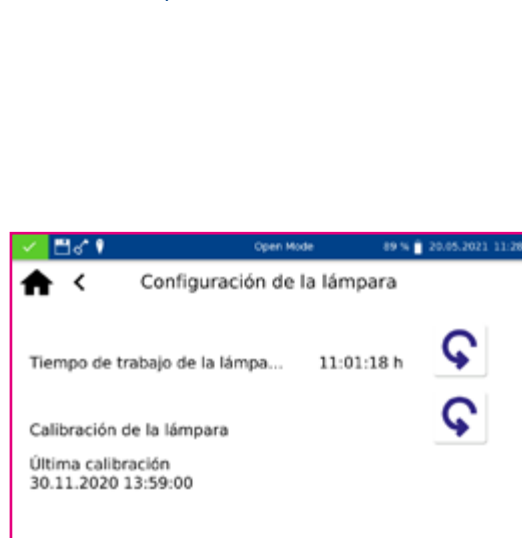 Open Mode 89 % 20.05.2021 11:28
Configuración de la lámpara
Tiempo de trabajo de la lámpa... 11:01:18 h
Calibración de la lámpara
Última calibración
30.11.2020 13:59:00